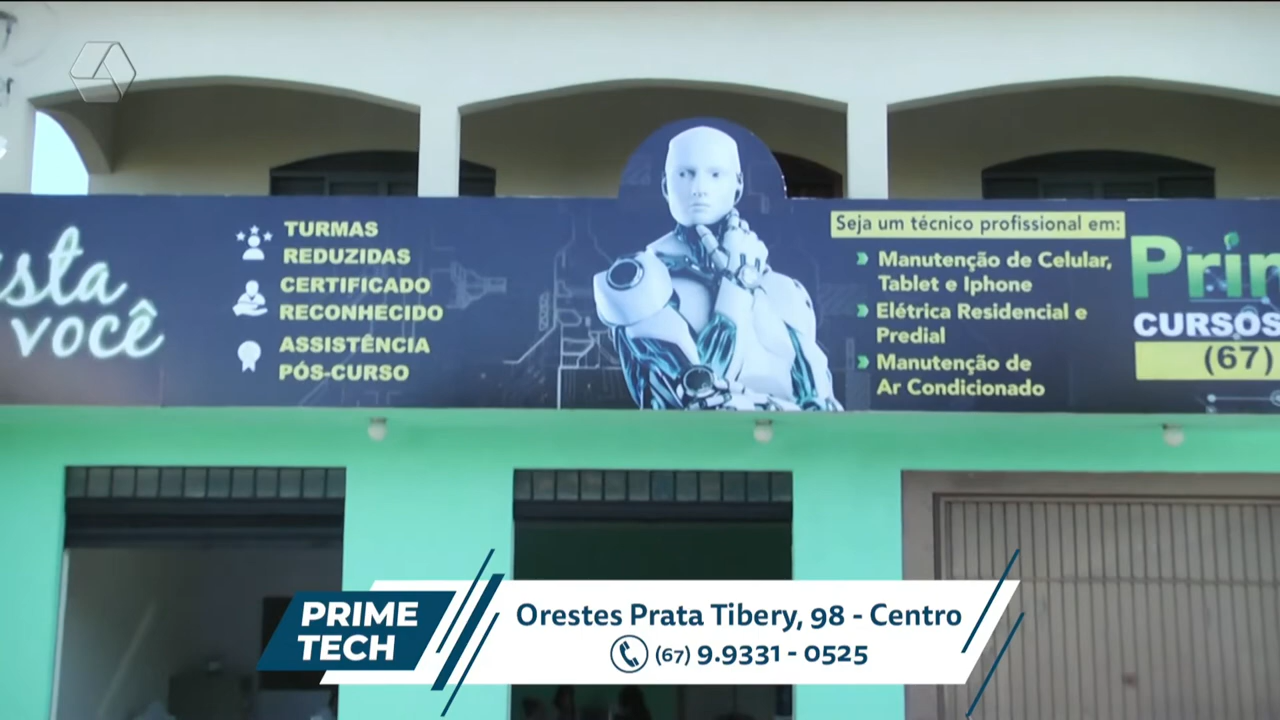 você
TURMAS
REDUZIDAS
CERTIFICADO
RECONHECIDO
ASSISTÊNCIA
PÓS-CURSO
Seja um técnico profissional em:
Manutenção de Celular,
Tablet e Iphone
Elétrica Residencial e
Predial
Manutenção de
Ar Condicionado
CURSOS
(67)
PRIME
TECH
Orestes Prata Tibery, 98 - Centro
(67) 9.9331 - 0525